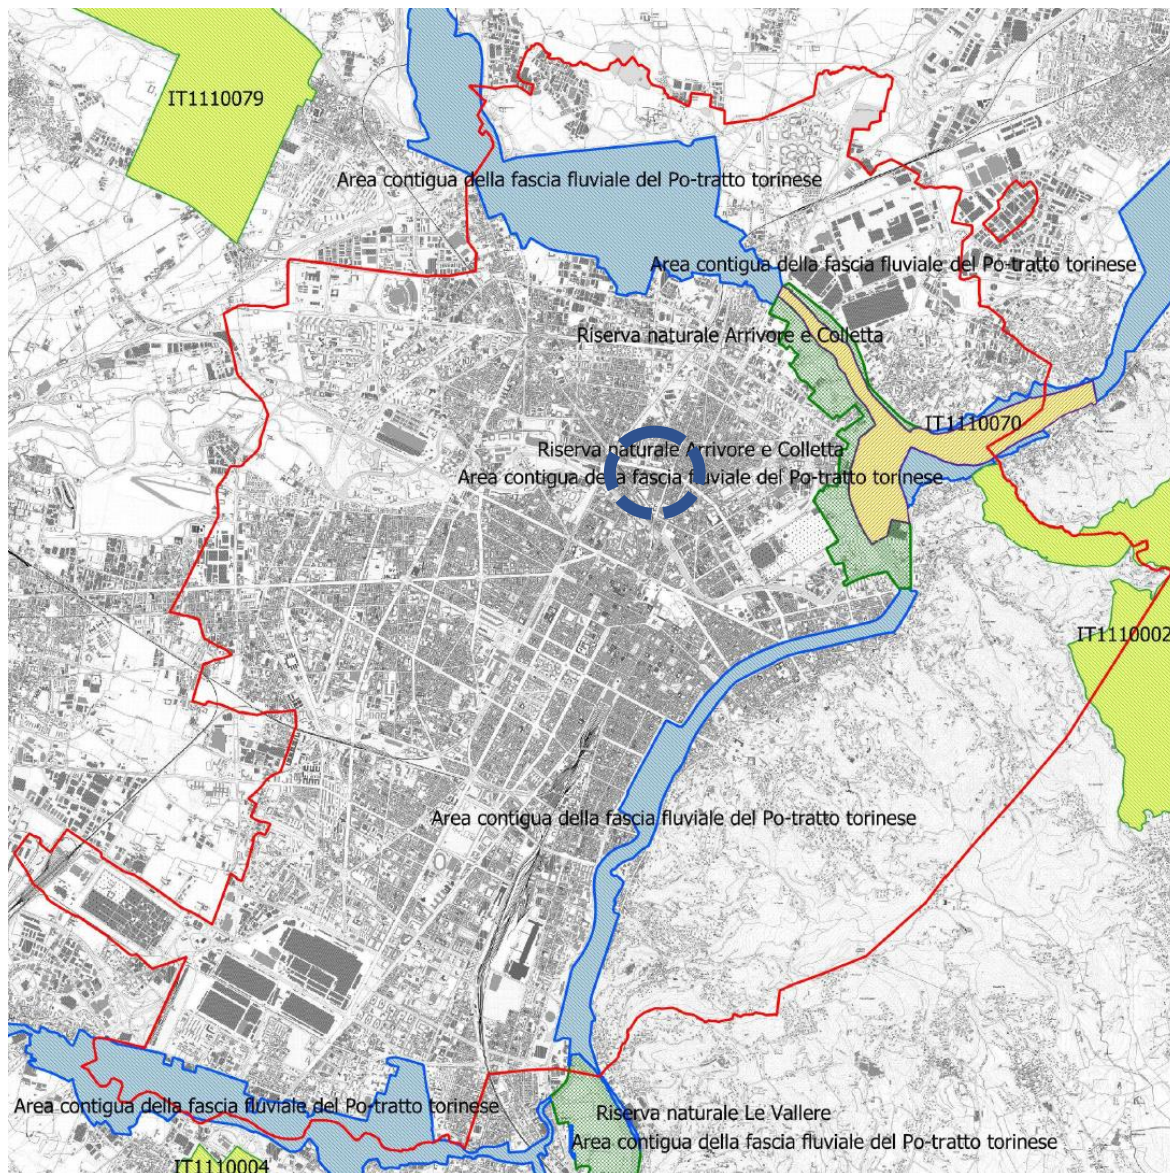 IT1110079
Area contigua della fascia fluviale del Po-tratto torinese
Area contigua della fascia fluviale del Po-tratto torinese
Riserva naturale Arrivore e Colletta
IT1110070
Riserva naturale Arrivore e Colletta
Area contigua della fascia fluviale del Po-tratto torinese
IT1110002
Area contigua della fascia fluviale del Po-tratto torinese
Area contigua della fascia fluviale del Po-tratto torinese
Riserva naturale Le Vallere
Area contigua della fascia fluviale del Po-tratto torinese
IT1110004